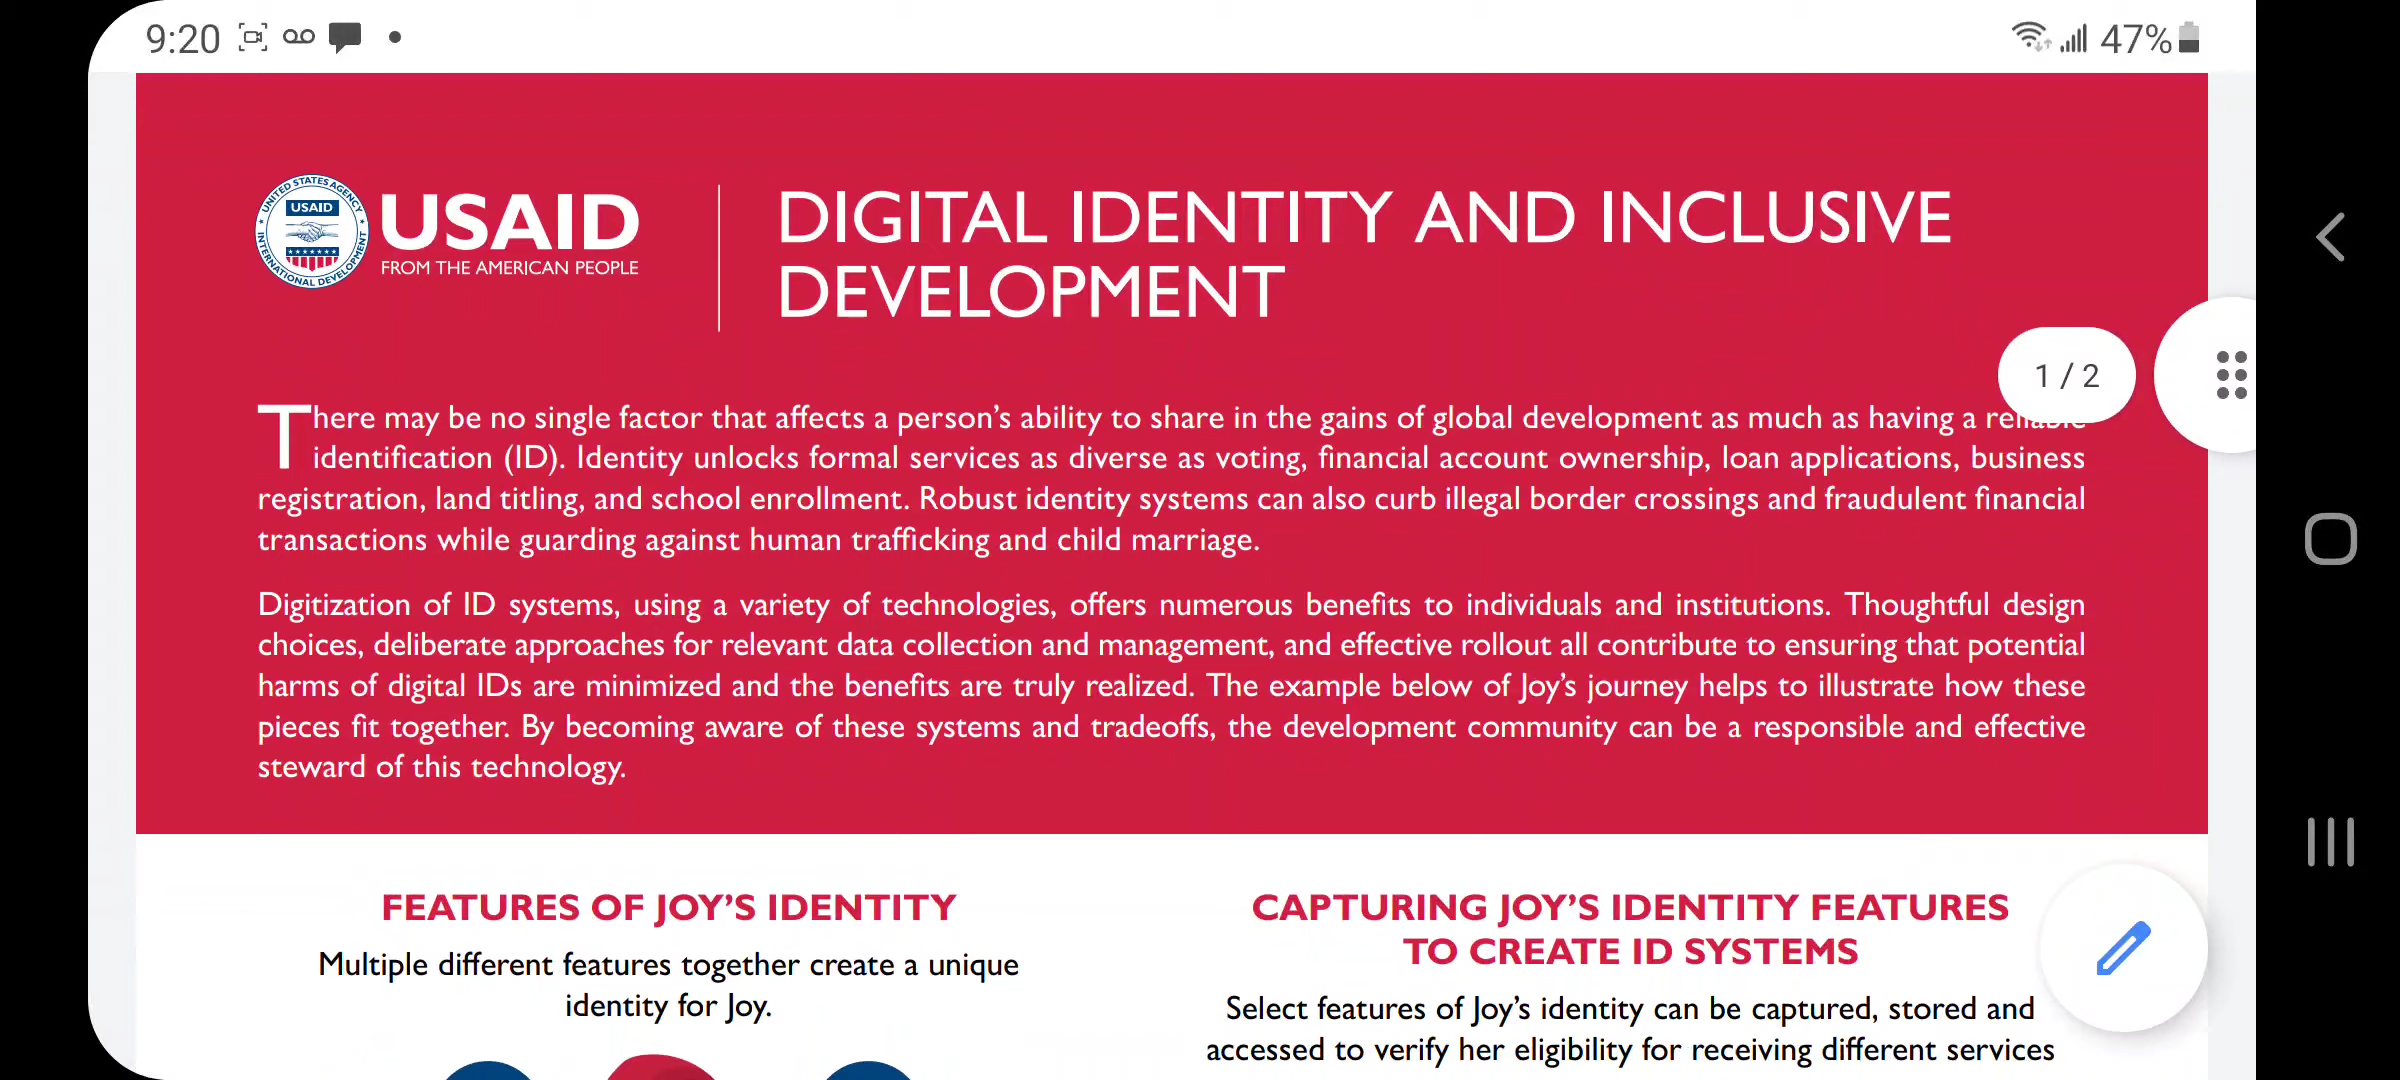 9:20
47%
UNITED STATES AGENCY
USAID
INTERNATIONAL DEVELOPMENT
USAID
FROM THE AMERICAN PEOPLE
DIGITAL IDENTITY AND INCLUSIVE
DEVELOPMENT
1 / 2
There may be no single factor that affects a person's ability to share in the gains of global development as much as having a reliable
identification (ID). Identity unlocks formal services as diverse as voting, financial account ownership, loan applications, business
registration, land titling, and school enrollment. Robust identity systems can also curb illegal border crossings and fraudulent financial
transactions while guarding against human trafficking and child marriage.
Digitization of ID systems, using a variety of technologies, offers numerous benefits to individuals and institutions. Thoughtful design
choices, deliberate approaches for relevant data collection and management, and effective rollout all contribute to ensuring that potential
harms of digital IDs are minimized and the benefits are truly realized. The example below of Joy's journey helps to illustrate how these
pieces fit together. By becoming aware of these systems and tradeoffs, the development community can be a responsible and effective
steward of this technology.
FEATURES OF JOY'S IDENTITY
Multiple different features together create a unique
identity for Joy.
CAPTURING JOY'S IDENTITY FEATURES
TO CREATE ID SYSTEMS
Select features of Joy's identity can be captured, stored and
accessed to verify her eligibility for receiving different services